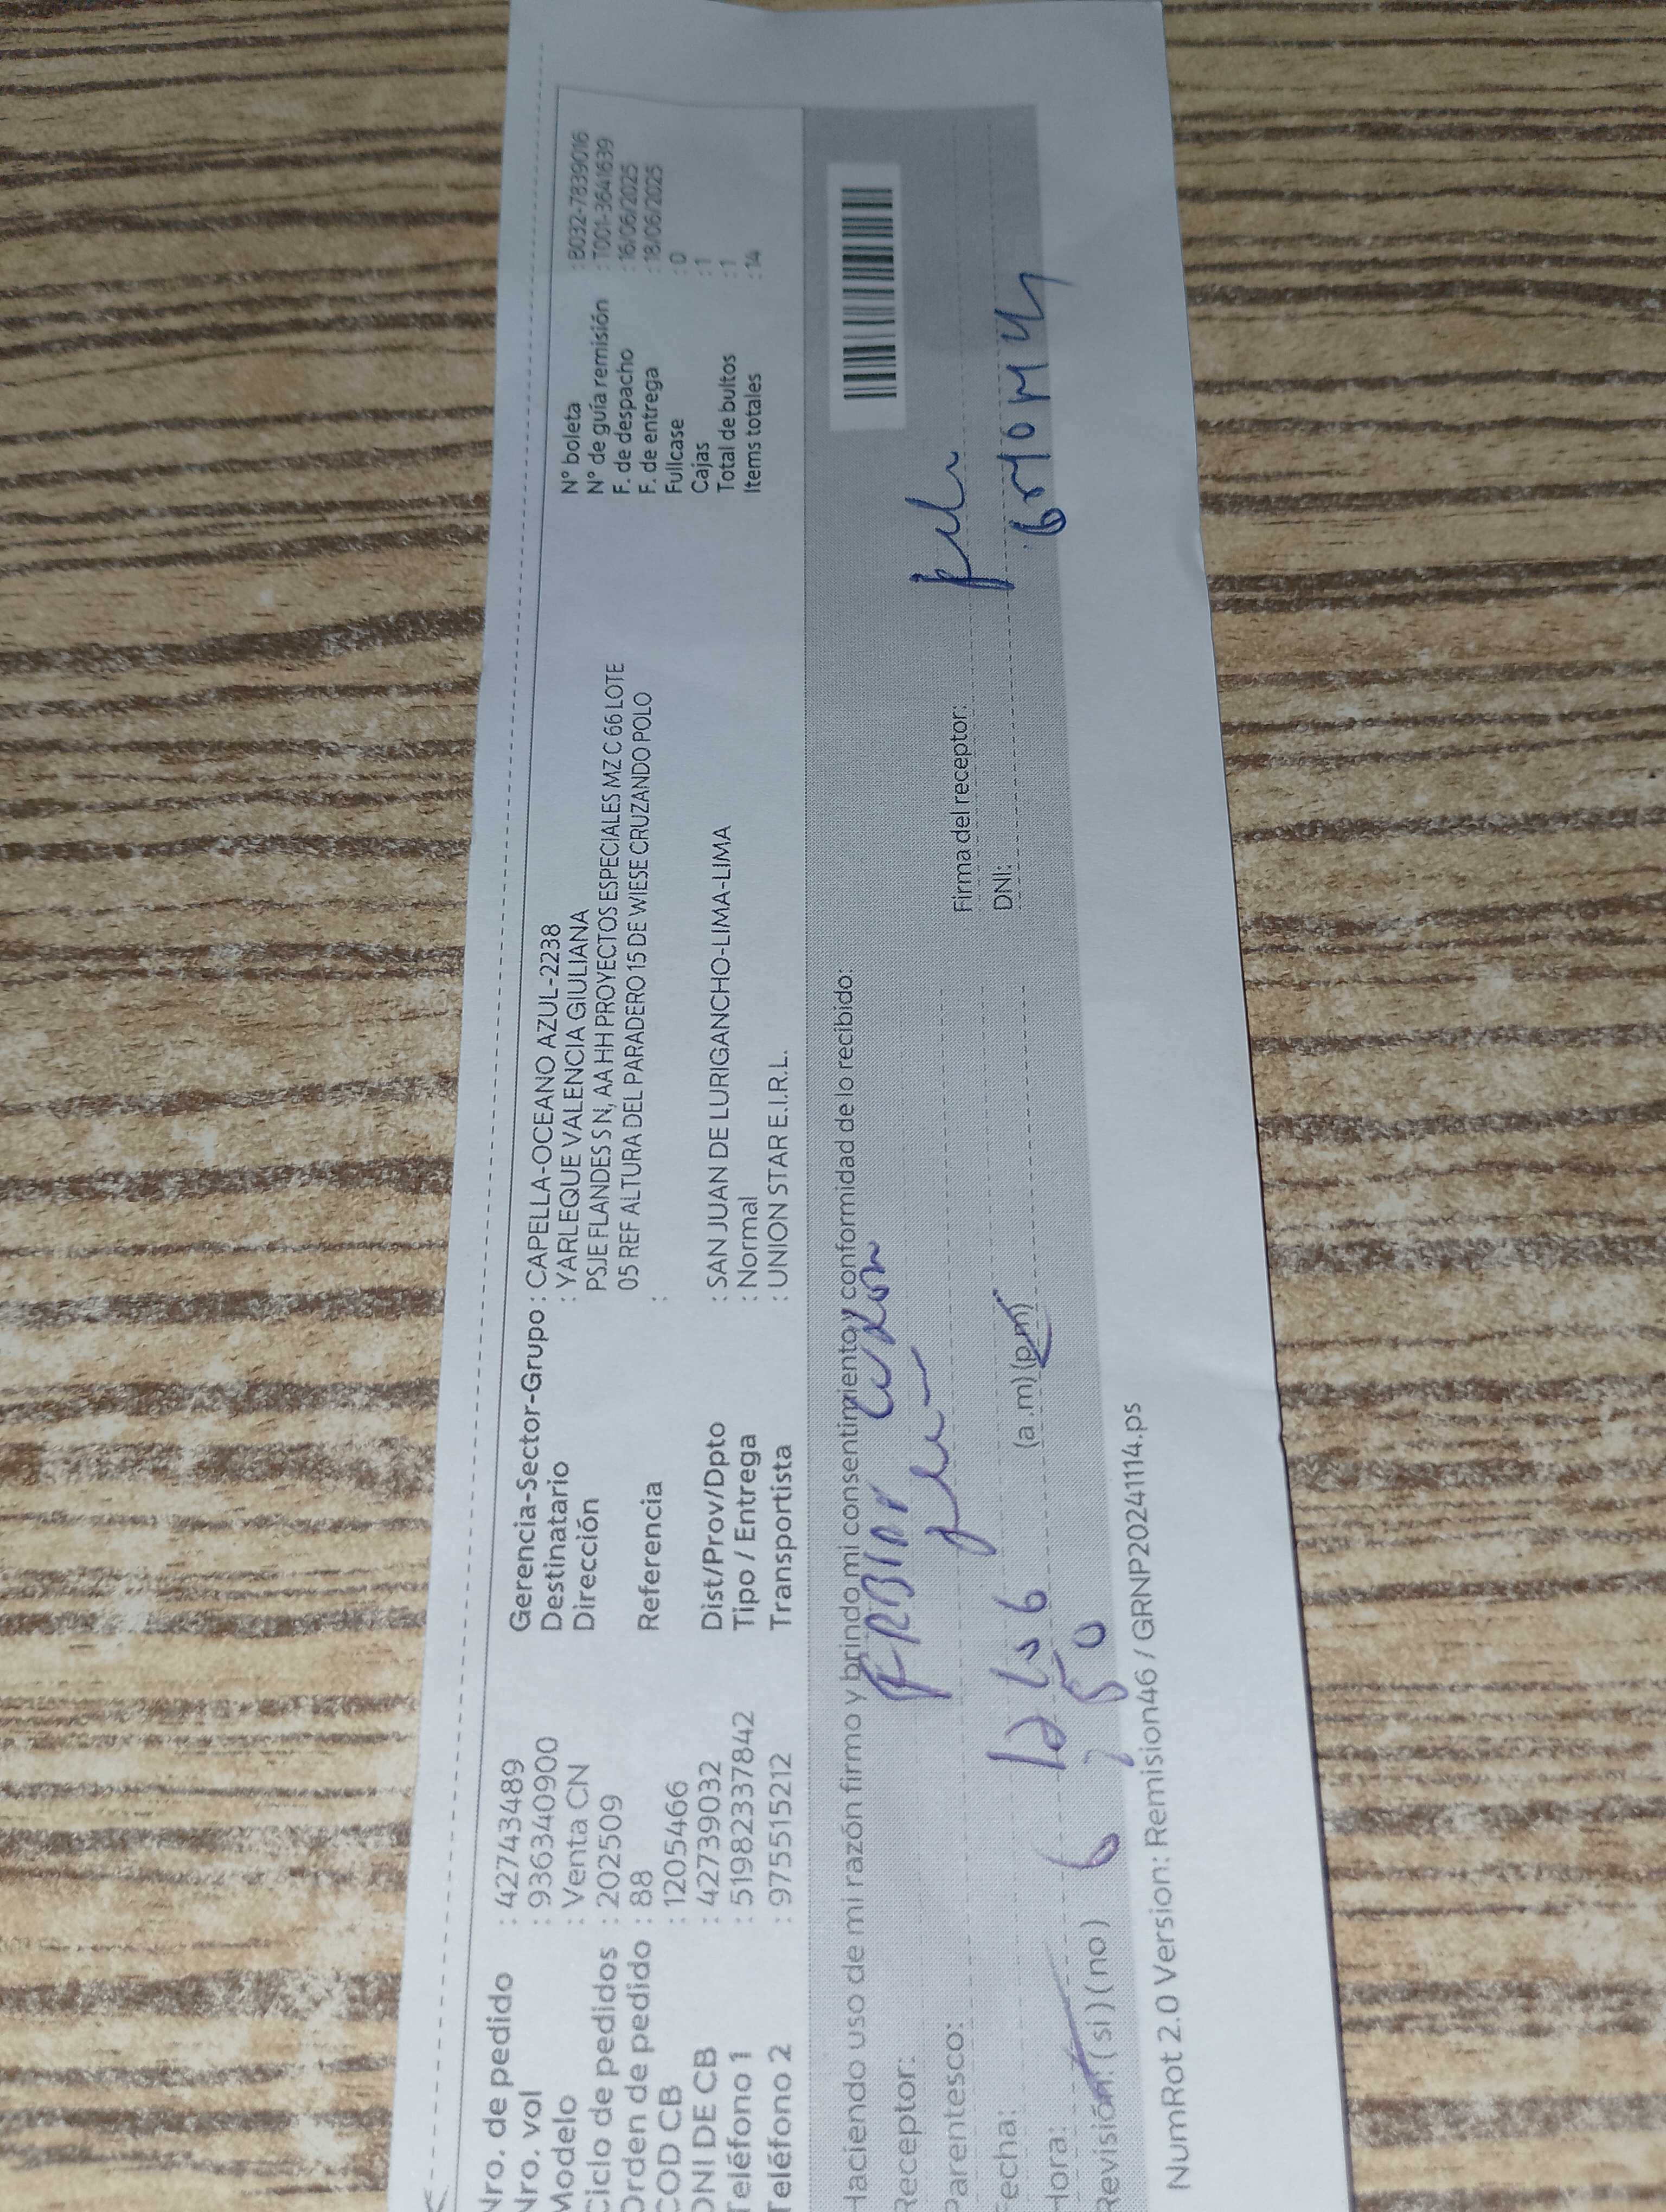 Nro. de pedido : 427743489
Nro. vol : 9363409​00
Modelo : Venta CN
Ciclo de pedidos : 202509
Orden de pedido : 88
COD CB : 1205466
DNI DE CB : 42739032
Teléfono 1 : 51982337842
Teléfono 2 : 975515212
Gerencia-Sector-Grupo : CAPELLA-OCEANO AZUL-2238
Destinatario : YARLEQUE VALENCIA GIULIANA
Dirección PSJE FLANDES S N, AA HH PROYECTOS ESPECIALES MZ C 66 LOTE
05 REF ALTURA DEL PARADERO 15 DE WIESE CRUZANDO POLO
Referencia :
Dist/Prov/Dpto : SAN JUAN DE LURIGANCHO-LIMA-LIMA
Tipo / Entrega : Normal
Transportista : UNION STAR E.I.R.L.
N° boleta : B032-7839016
N° de guía remisión : T001-3641639
F. de despacho : 16/06/2025
F. de entrega : 18/06/2025
Fullcase : 0
Cajas : 1
Total de bultos : 1
Items totales : 14
Haciendo uso de mi razón firmo y brindo mi consentimiento y conformidad de lo recibido:
Receptor:
Parentesco:
Fecha:
Hora: (a.m) (p.m)
Revisión: (si) (no) 6
Firma del receptor:
DNI:
NumRot 2.0 Version: Remision46 / GRNP20241114.ps